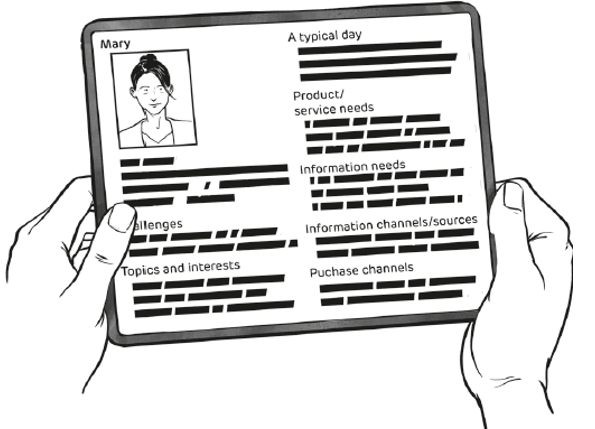 Mary
allenges
Topics and interests
A typical day
Product/
service needs
Information needs
Information channels/sources
Puchase channels